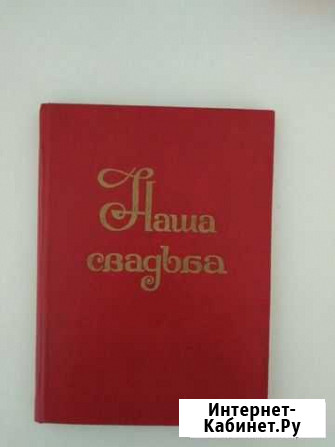 Наша
свадьба
Интернет-
Кабинет.Ру